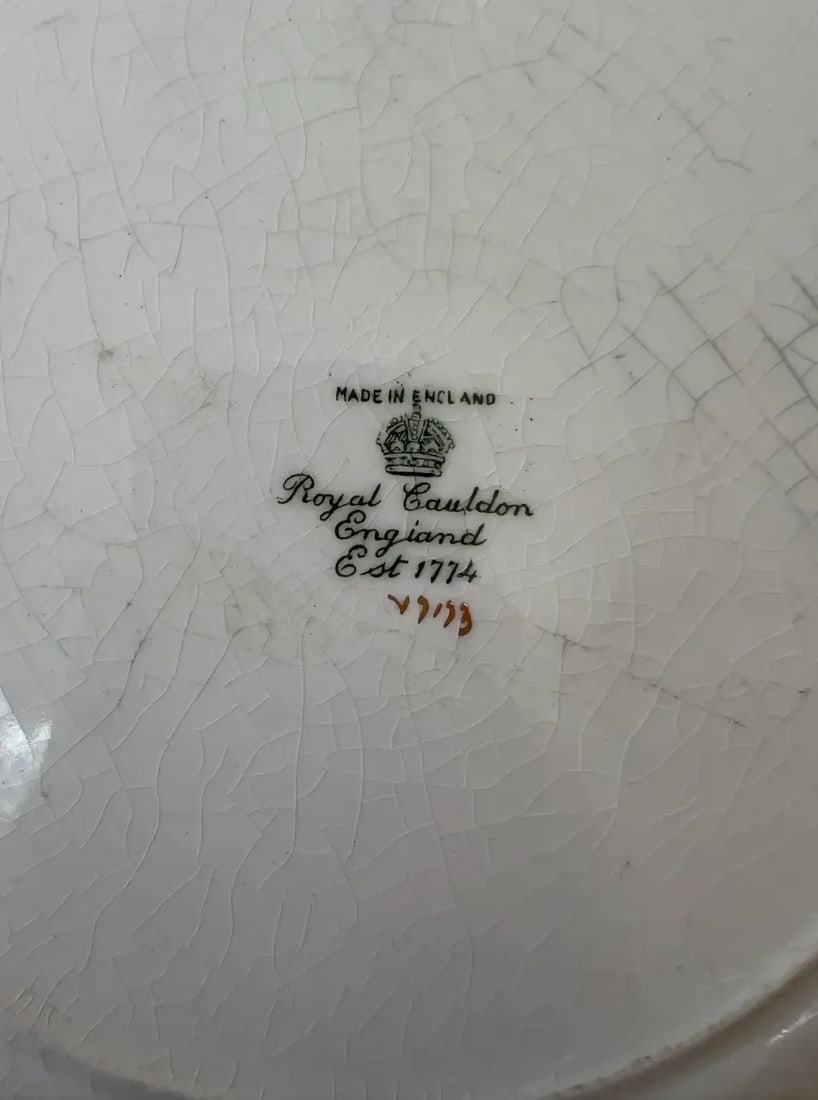 MADE IN ENGLAND
Royal Cauldon
England
Est 1774